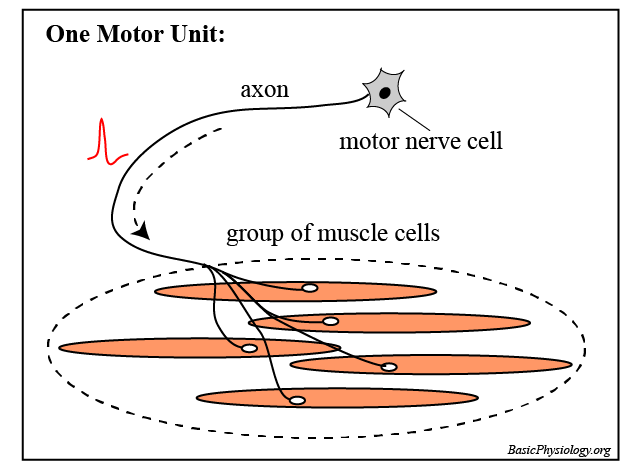 One Motor Unit:
axon
motor nerve cell
group of muscle cells
BasicPhysiology.org